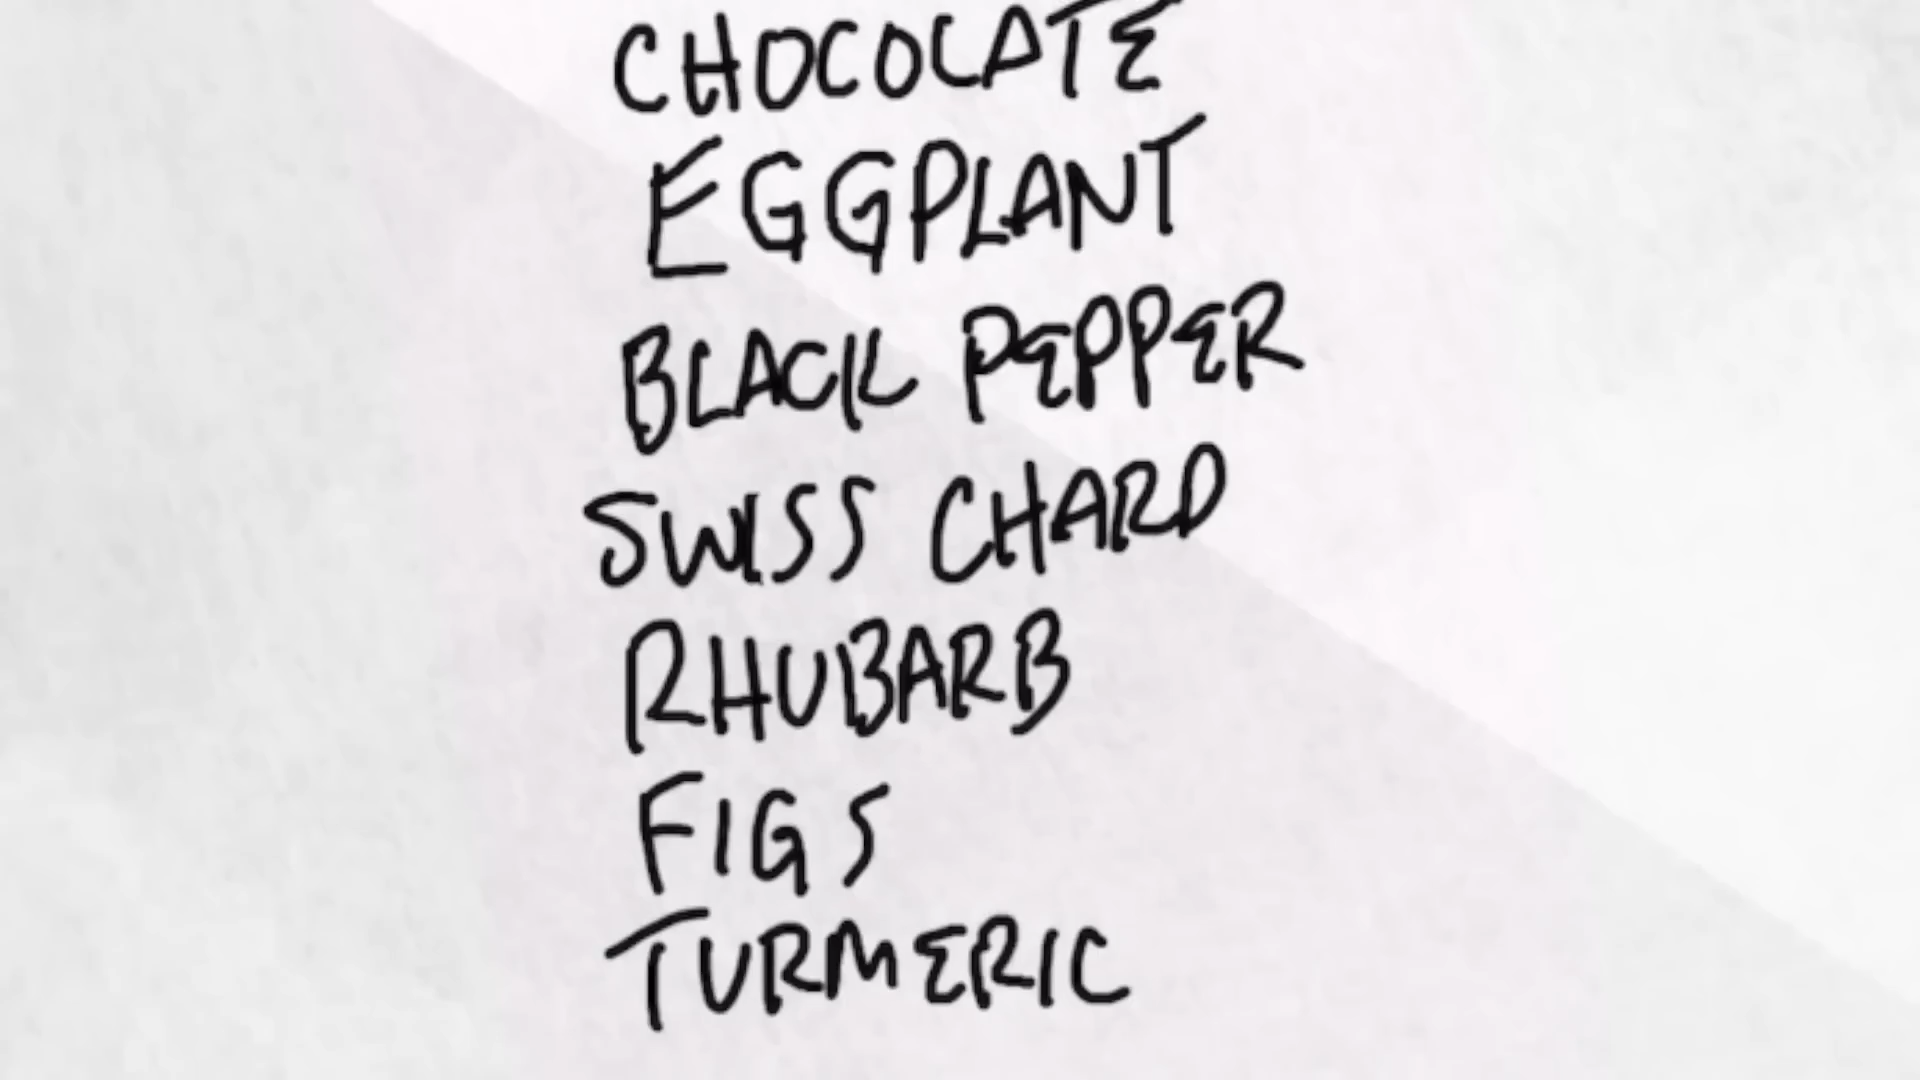 CHOCOLATE
EGGPLANT
BLACK PEPPER
SWISS CHARD
RHUBARB
FIGS
TURMERIC